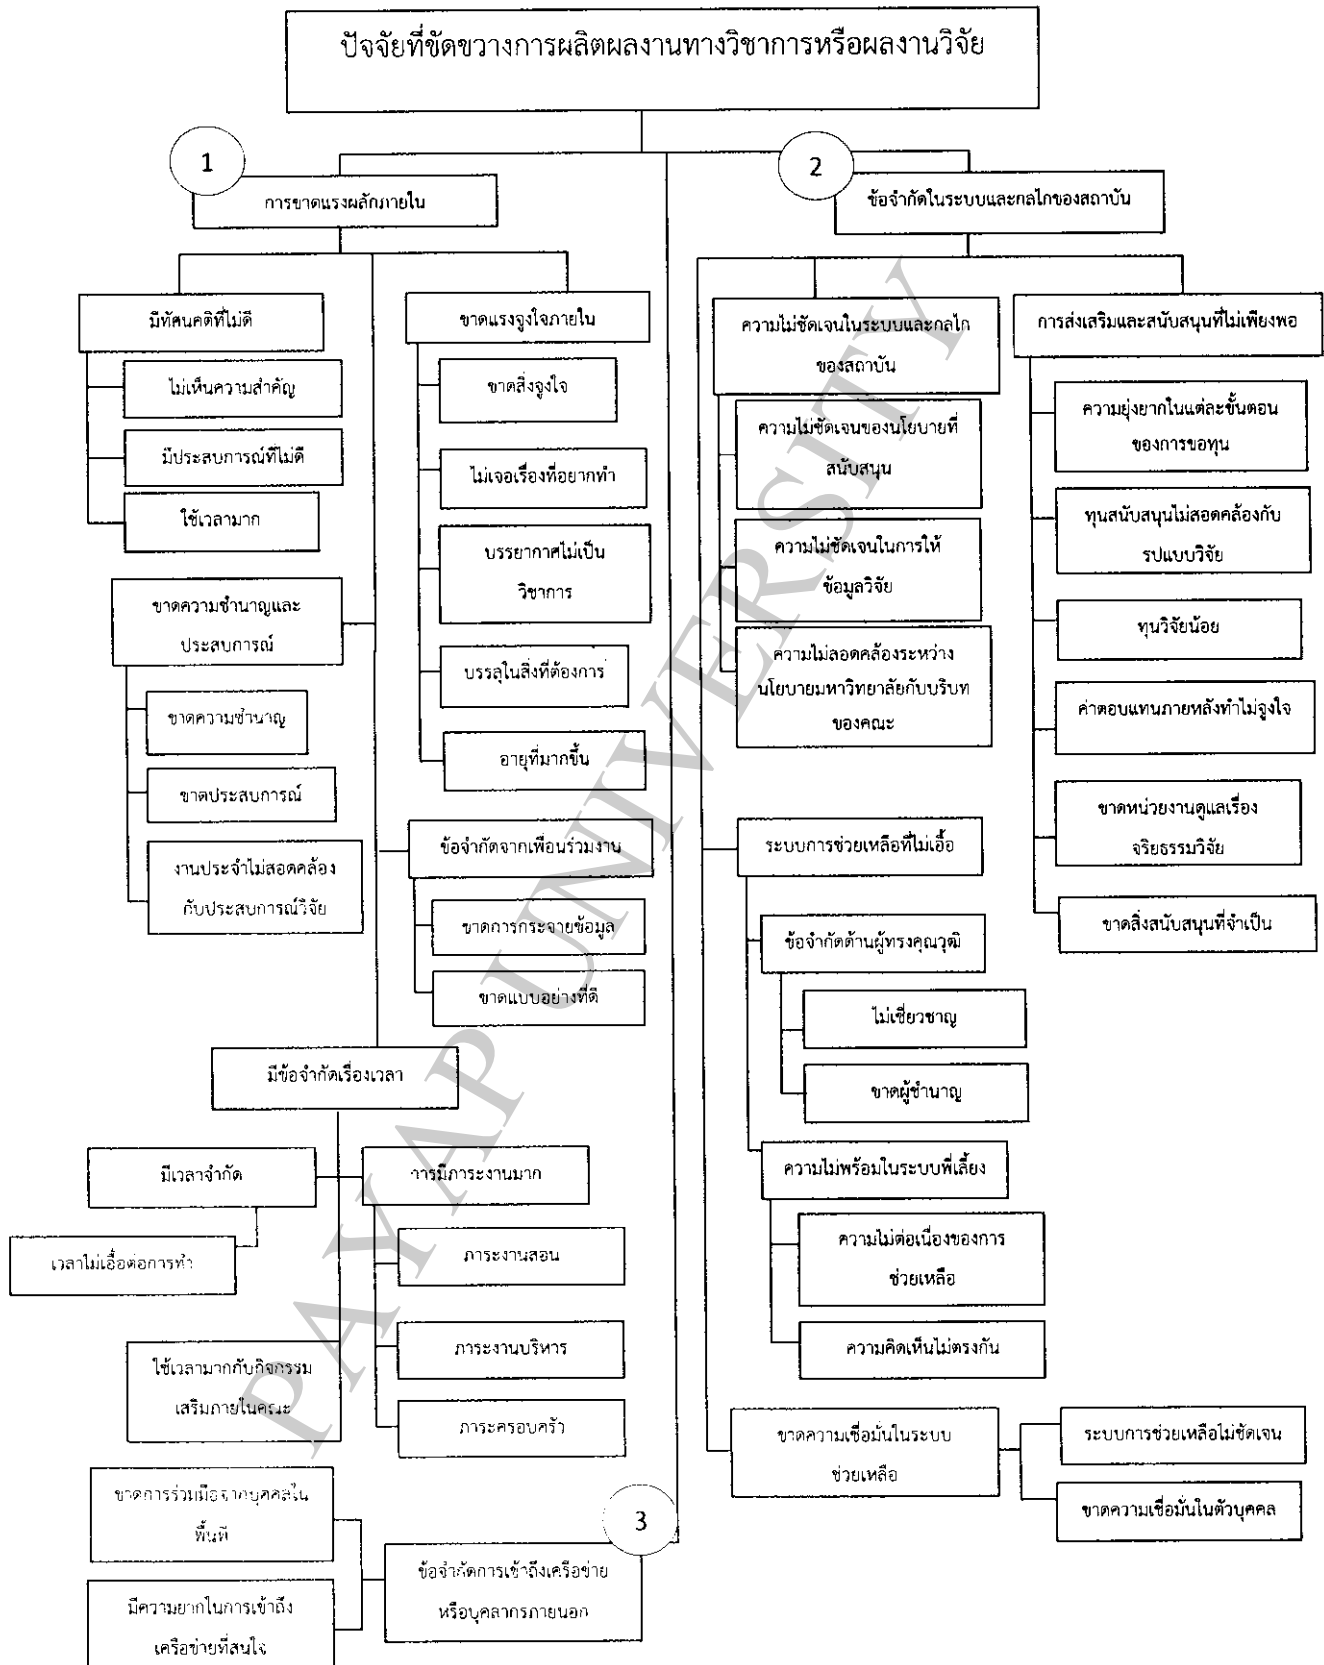 ปัจจัยที่ขัดขวางการผลิตผลงานทางวิชาการหรือผลงานวิจัย
1
การขาดแรงผลักภายใน
มีทัศนคติที่ไม่ดี
ไม่เห็นความสำคัญ
มีประสบการณ์ที่ไม่ดี
ใช้เวลามาก
ขาดความชำนาญและ
ประสบการณ์
ขาดความชำนาญ
ขาดประสบการณ์
งานประจำไม่สอดคล้อง
กับประสบการณ์วิจัย
ขาดแรงจูงใจภายใน
ขาดสิ่งจูงใจ
ไม่เจอเรื่องที่อยากทำ
บรรยากาศไม่เป็น
วิชาการ
บรรลุในสิ่งที่ต้องการ
อายุที่มากขึ้น
ข้อจำกัดจากเพื่อนร่วมงาน
ขาดการกระจายข้อมูล
ขาดแบบอย่างที่ดี
มีข้อจำกัดเรื่องเวลา
มีเวลาจำกัด
เวลาไม่เอื้อต่อการทำ
การมีภาระงานมาก
ภาระงานสอน
ภาระงานบริหาร
ภาระครอบครัว
ใช้เวลามากกับกิจกรรม
เสริมภายในคณะ
2
ข้อจำกัดในระบบและกลไกของสถาบัน
ความไม่ชัดเจนในระบบและกลไก
ของสถาบัน
ความไม่ชัดเจนของนโยบายที่
สนับสนุน
ความไม่ชัดเจนในการให้
ข้อมูลวิจัย
ความไม่สอดคล้องระหว่าง
นโยบายมหาวิทยาลัยกับบริบท
ของคณะ
การส่งเสริมและสนับสนุนที่ไม่เพียงพอ
ความยุ่งยากในแต่ละขั้นตอน
ของการขอทุน
ทุนสนับสนุนไม่สอดคล้องกับ
รูปแบบวิจัย
ทุนวิจัยน้อย
ค่าตอบแทนภายหลังทำไม่จูงใจ
ขาดหน่วยงานดูแลเรื่อง
จริยธรรมวิจัย
ขาดสิ่งสนับสนุนที่จำเป็น
ระบบการช่วยเหลือที่ไม่เอื้อ
ข้อจำกัดด้านผู้ทรงคุณวุฒิ
ไม่เชี่ยวชาญ
ขาดผู้ชำนาญ
ความไม่พร้อมในระบบพี่เลี้ยง
ความไม่ต่อเนื่องของการ
ช่วยเหลือ
ความคิดเห็นไม่ตรงกัน
ขาดความเชื่อมั่นในระบบ
ช่วยเหลือ
ระบบการช่วยเหลือไม่ชัดเจน
ขาดความเชื่อมั่นในตัวบุคคล
3
ข้อจำกัดการเข้าถึงเครือข่าย
หรือบุคลากรภายนอก
ขาดการร่วมมือจากบุคคลใน
พื้นที่
มีความยากในการเข้าถึง
เครือข่ายที่สนใจ
PAYAP UNIVERSITY